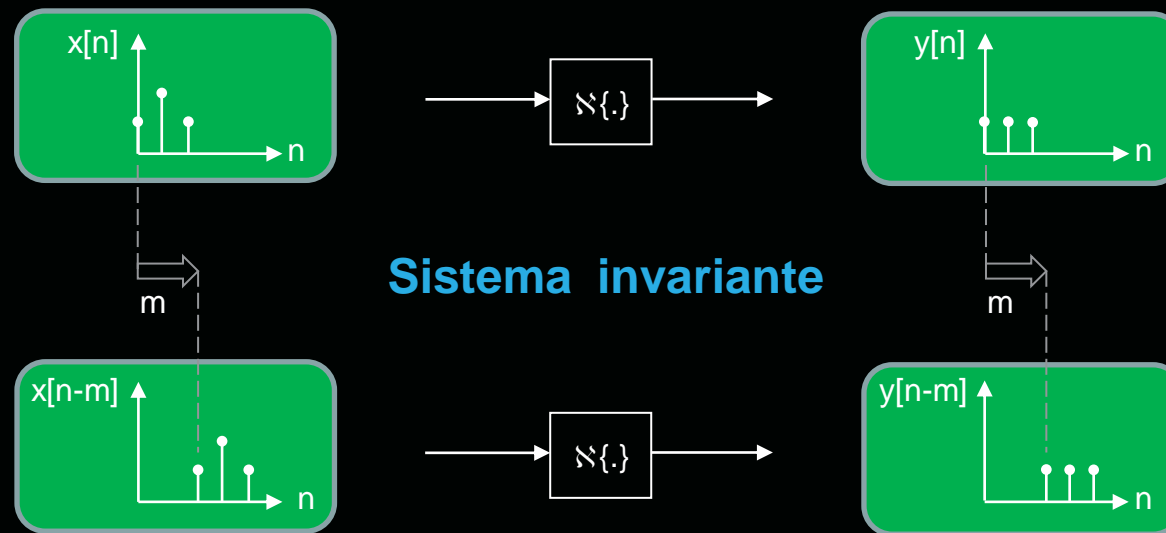 x[n]
n
ℵ{.}
y[n]
n
m
Sistema invariante
m
x[n-m]
n
ℵ{.}
y[n-m]
n